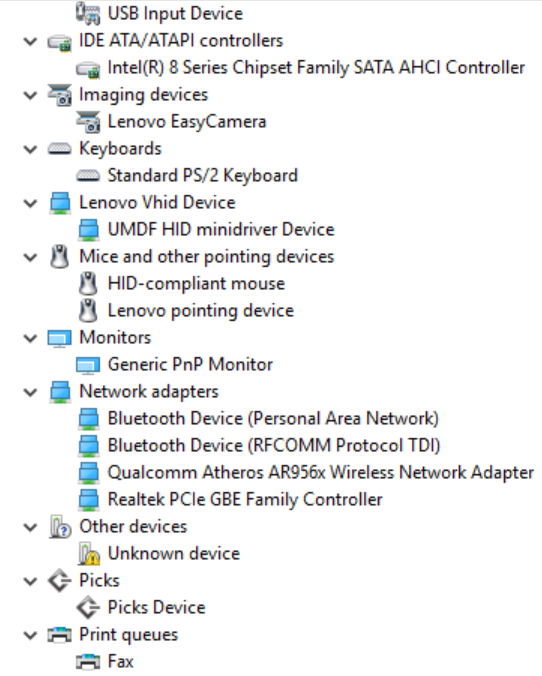 USB Input Device
IDE ATA/ATAPI controllers
Intel(R) 8 Series Chipset Family SATA AHCI Controller
Imaging devices
Lenovo EasyCamera
Keyboards
Standard PS/2 Keyboard
Lenovo Vhid Device
UMDF HID minidriver Device
Mice and other pointing devices
HID-compliant mouse
Lenovo pointing device
Monitors
Generic PnP Monitor
Network adapters
Bluetooth Device (Personal Area Network)
Bluetooth Device (RFCOMM Protocol TDI)
Qualcomm Atheros AR956x Wireless Network Adapter
Realtek PCIe GBE Family Controller
Other devices
Unknown device
Picks
Picks Device
Print queues
Fax